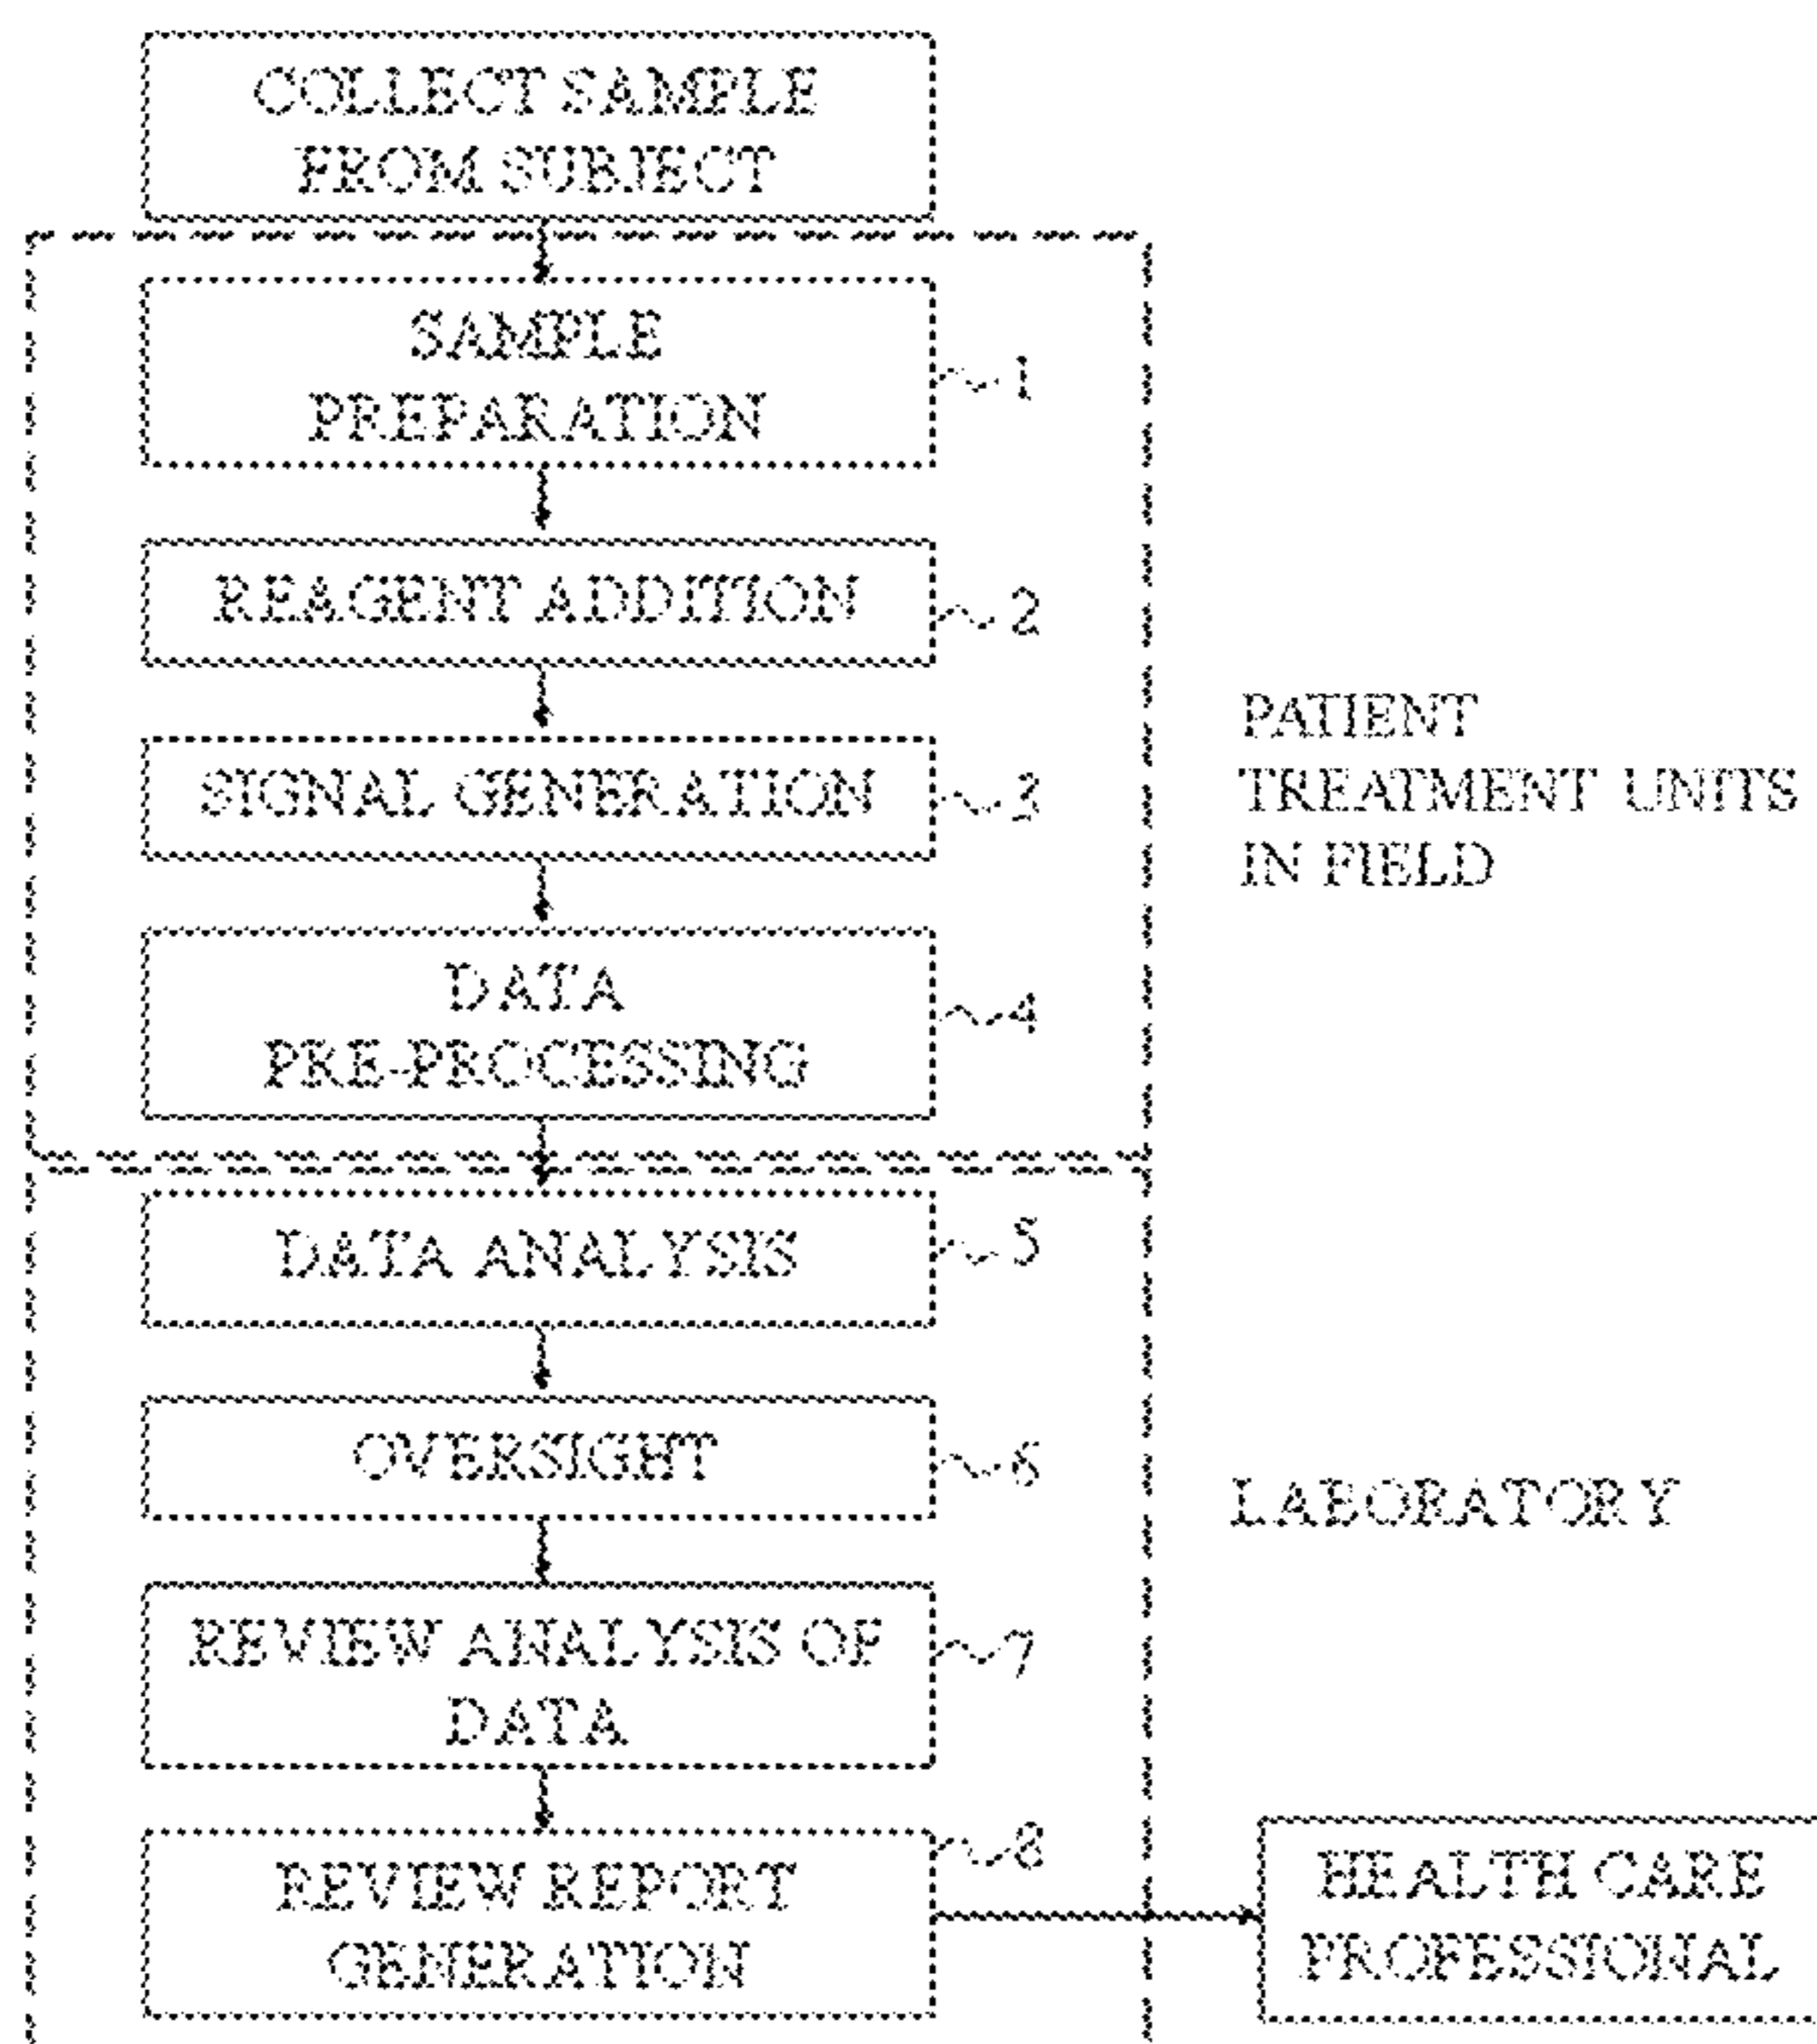 COLLECT SAMPLE
FROM SUBJECT
SAMPLE
PREPARATION
1
REAGENT ADDITION
2
SIGNAL GENERATION
3
PATIENT
TREATMENT UNITS
IN FIELD
DATA
PRE-PROCESSING
4
DATA ANALYSIS
5
OVERSIGHT
6
LABORATORY
REVIEW ANALYSIS OF
DATA
7
REVIEW REPORT
GENERATION
8
HEALTH CARE
PROFESSIONAL